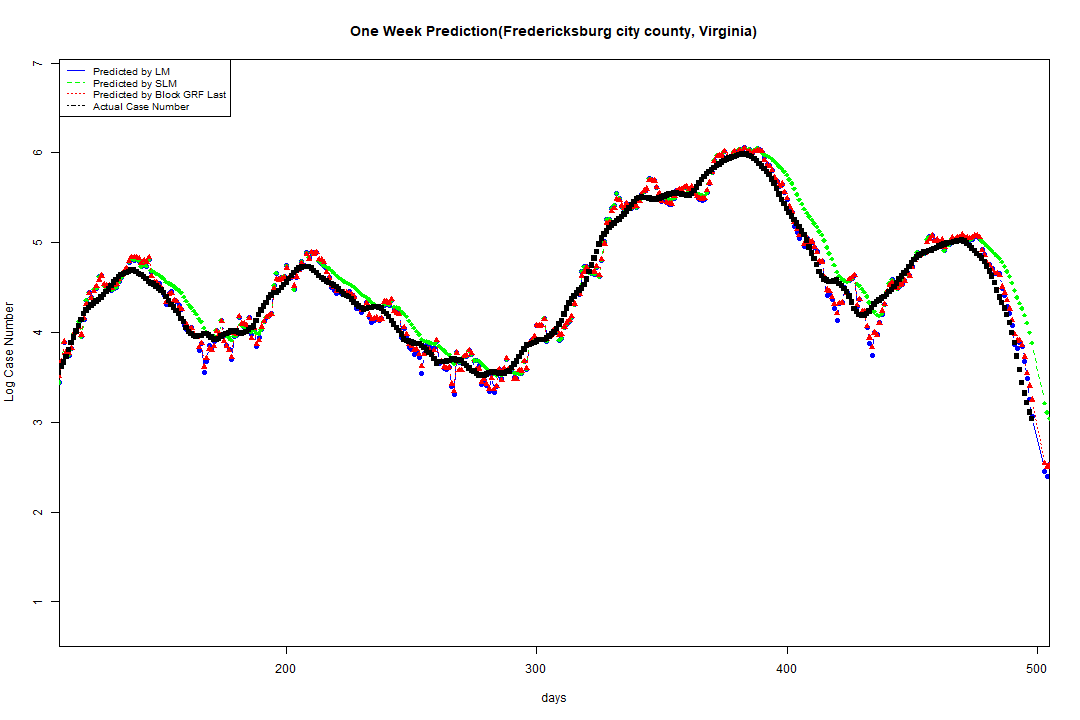 One Week Prediction(Fredericksburg city county, Virginia)
Predicted by LM
Predicted by SLM
Predicted by Block GRF Last
Actual Case Number
7
6
5
4
3
2
1
Log Case Number
200
300
400
500
days